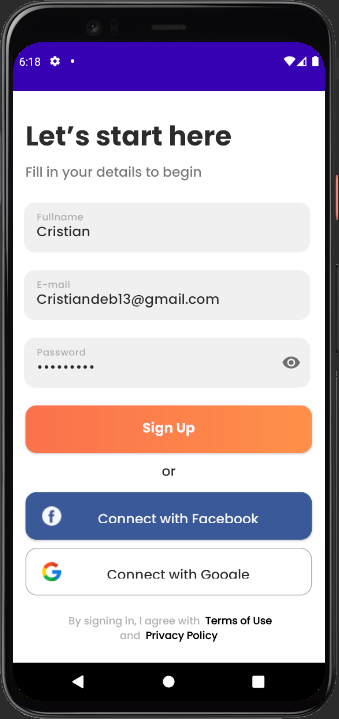 6:18
Let's start here
Fill in your details to begin
Fullname
Cristian
E-mail
Cristiandeb13@gmail.com
Password
•••••••••
Sign Up
or
Connect with Facebook
Connect with Google
By signing in, I agree with Terms of Use
and Privacy Policy